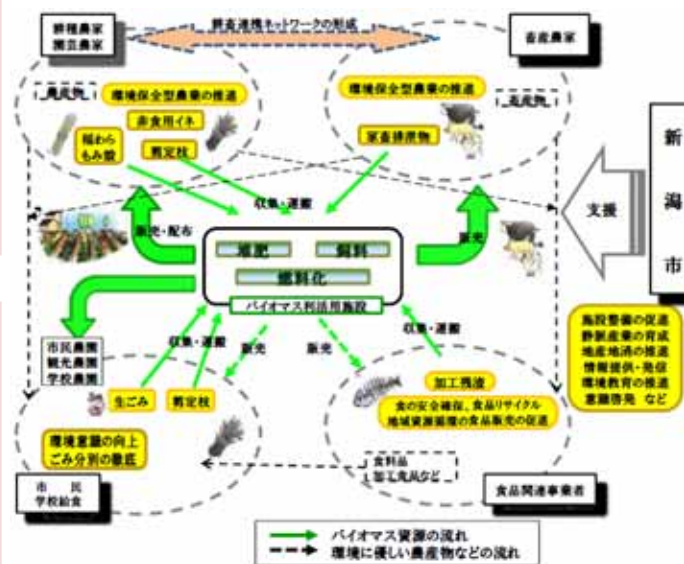 耕畜連携ネットワークの形成
耕種農家
園芸農家
畜産農家
農産物
環境保全型農業の推進
非食用イネ
稲わら
もみ殻
剪定枝
環境保全型農業の推進
畜産物
家畜排泄物
新潟市
支援
収集・運搬
販売・配布
販売
堆肥
飼料
燃料化
バイオマス利活用施設
市民農園
観光農園
学校農園
収集・運搬
販売
販売
収集・運搬
施設整備の促進
静脈産業の育成
地産地消の推進
情報提供・発信
環境教育の推進
意識啓発 など
生ごみ
剪定枝
加工残渣
食の安全確保、食品リサイクル
地域資源循環の食品販売の促進
環境意識の向上
ごみ分別の徹底
食料品
加工食品など
市 民
学校給食
食品関連事業者
バイオマス資源の流れ
環境に優しい農産物などの流れ